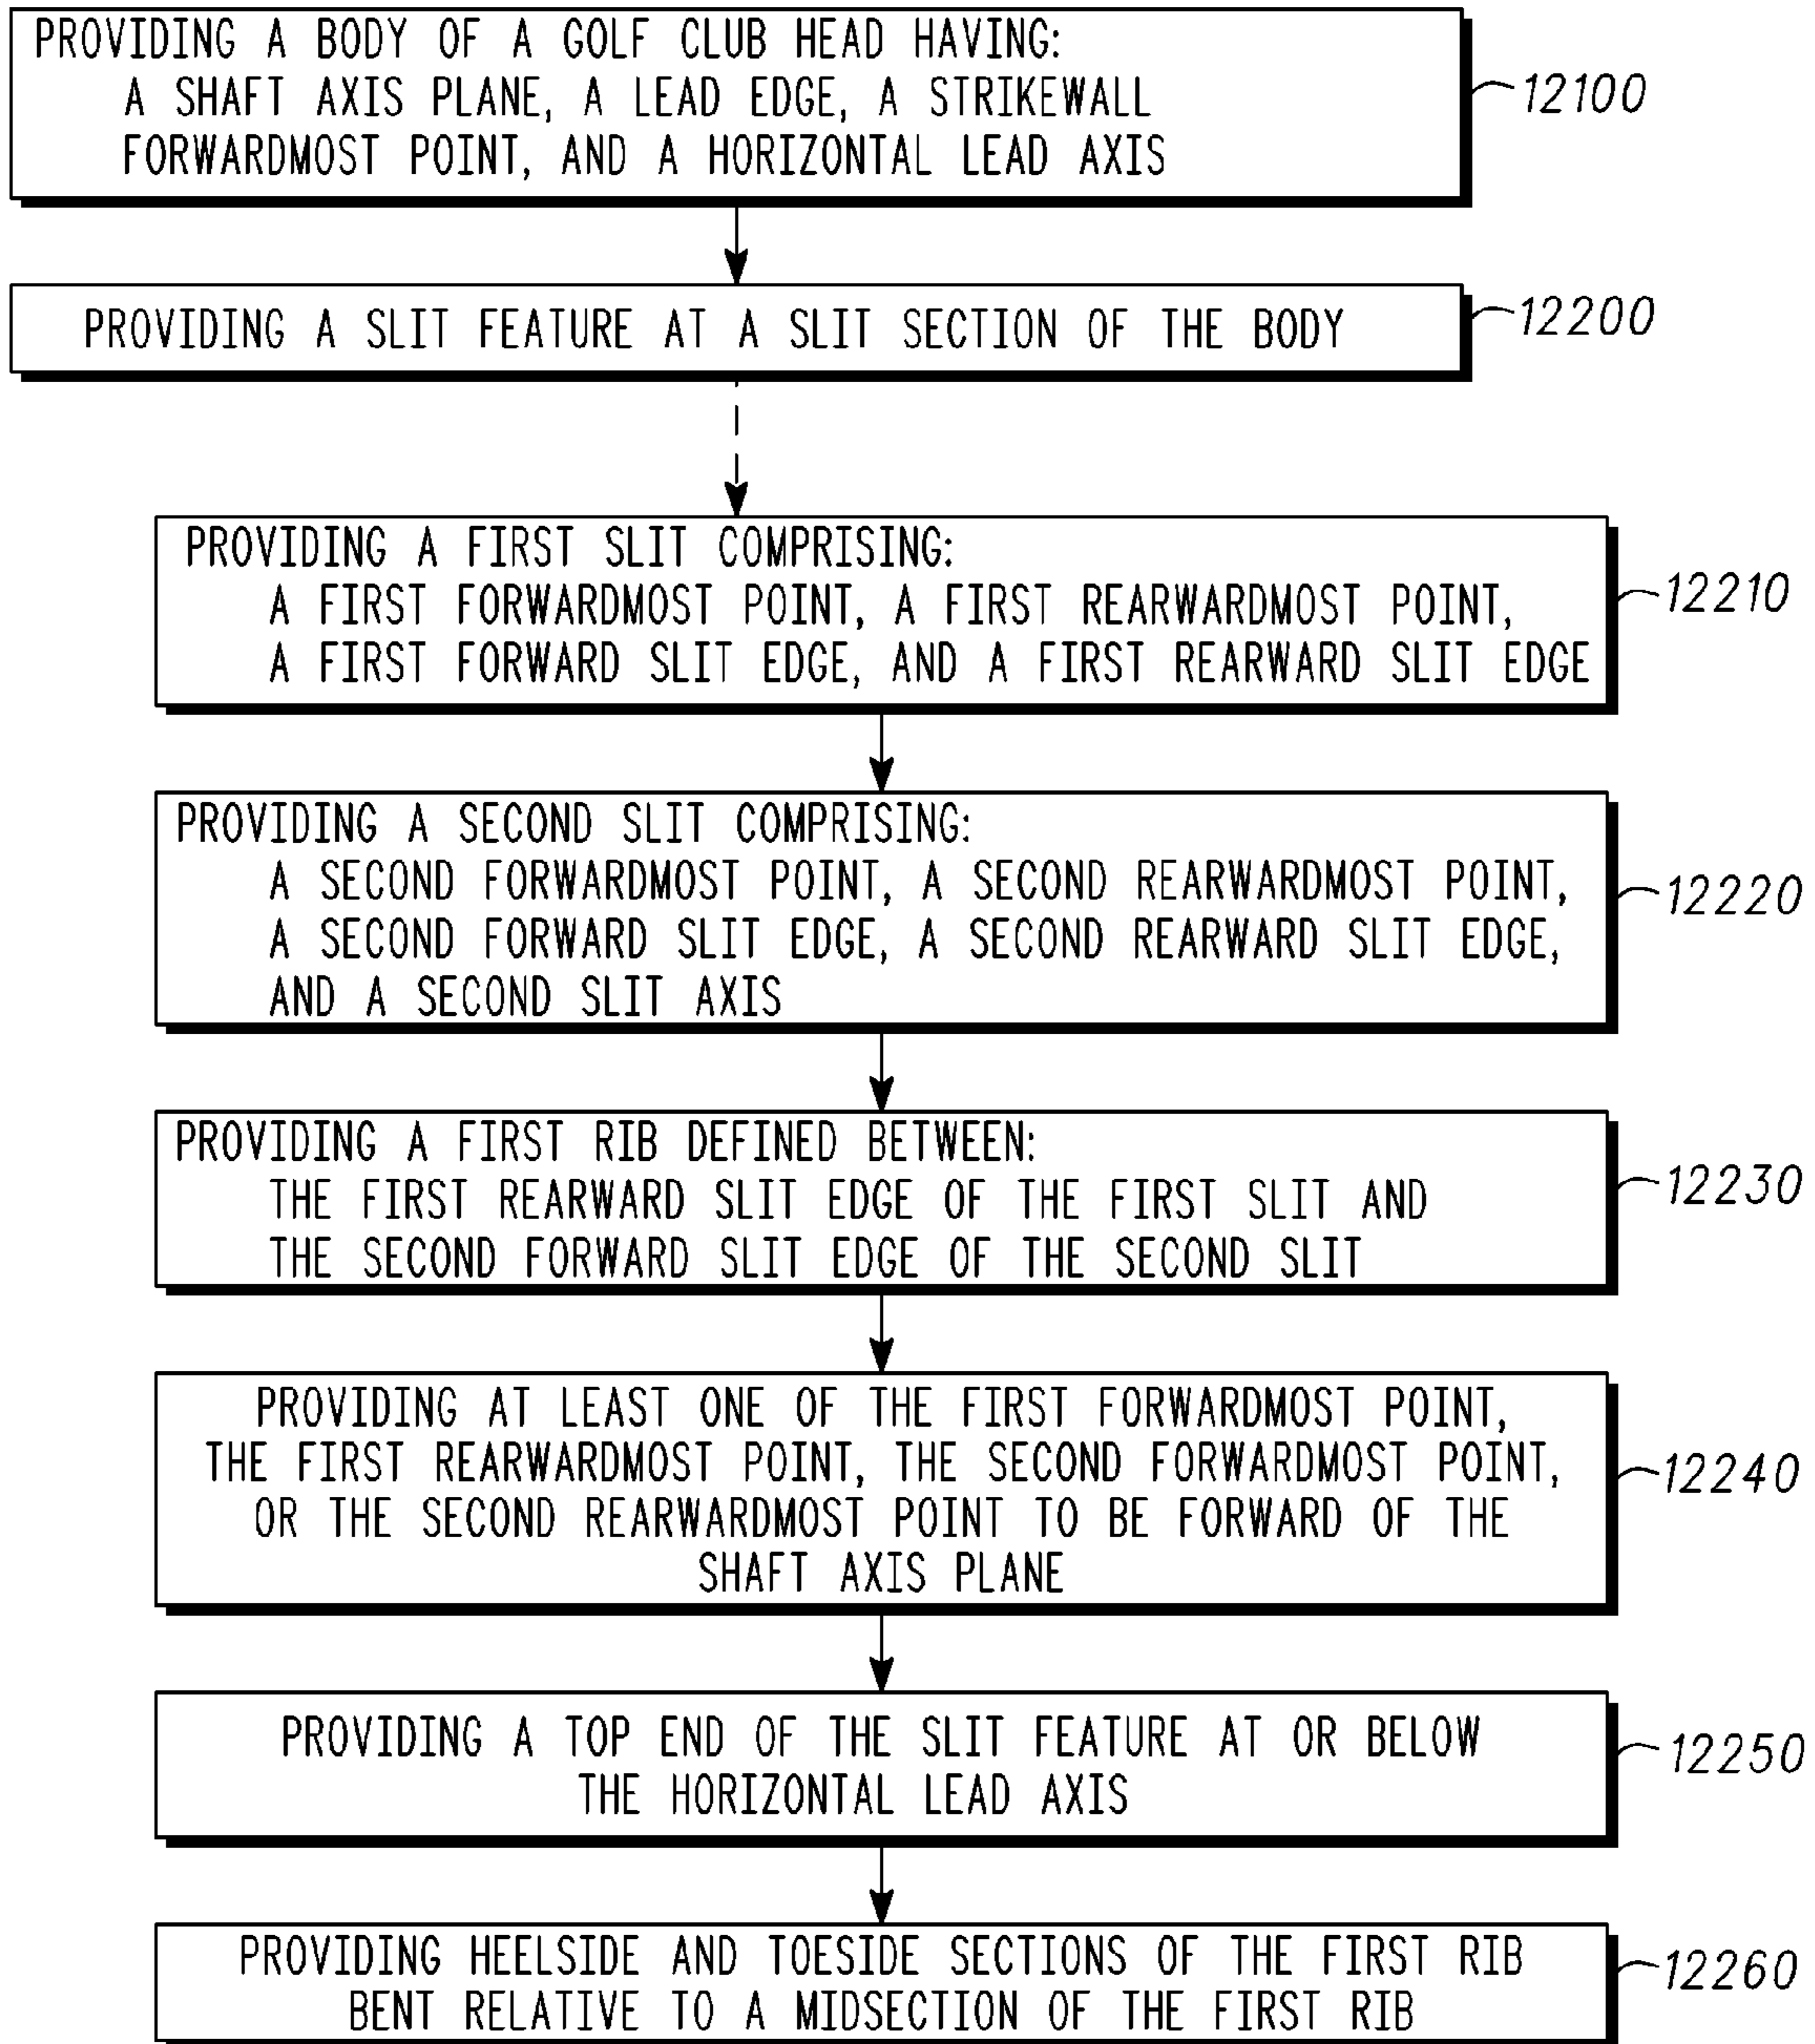 PROVIDING A BODY OF A GOLF CLUB HEAD HAVING:
A SHAFT AXIS PLANE, A LEAD EDGE, A STRIKEWALL
FORWARDMOST POINT, AND A HORIZONTAL LEAD AXIS
12100
PROVIDING A SLIT FEATURE AT A SLIT SECTION OF THE BODY
12200
PROVIDING A FIRST SLIT COMPRISING:
A FIRST FORWARDMOST POINT, A FIRST REARWARDMOST POINT,
A FIRST FORWARD SLIT EDGE, AND A FIRST REARWARD SLIT EDGE
12210
PROVIDING A SECOND SLIT COMPRISING:
A SECOND FORWARDMOST POINT, A SECOND REARWARDMOST POINT,
A SECOND FORWARD SLIT EDGE, A SECOND REARWARD SLIT EDGE,
AND A SECOND SLIT AXIS
12220
PROVIDING A FIRST RIB DEFINED BETWEEN:
THE FIRST REARWARD SLIT EDGE OF THE FIRST SLIT AND
THE SECOND FORWARD SLIT EDGE OF THE SECOND SLIT
12230
PROVIDING AT LEAST ONE OF THE FIRST FORWARDMOST POINT,
THE FIRST REARWARDMOST POINT, THE SECOND FORWARDMOST POINT,
OR THE SECOND REARWARDMOST POINT TO BE FORWARD OF THE
SHAFT AXIS PLANE
12240
PROVIDING A TOP END OF THE SLIT FEATURE AT OR BELOW
THE HORIZONTAL LEAD AXIS
12250
PROVIDING HEELSIDE AND TOESIDE SECTIONS OF THE FIRST RIB
BENT RELATIVE TO A MIDSECTION OF THE FIRST RIB
12260